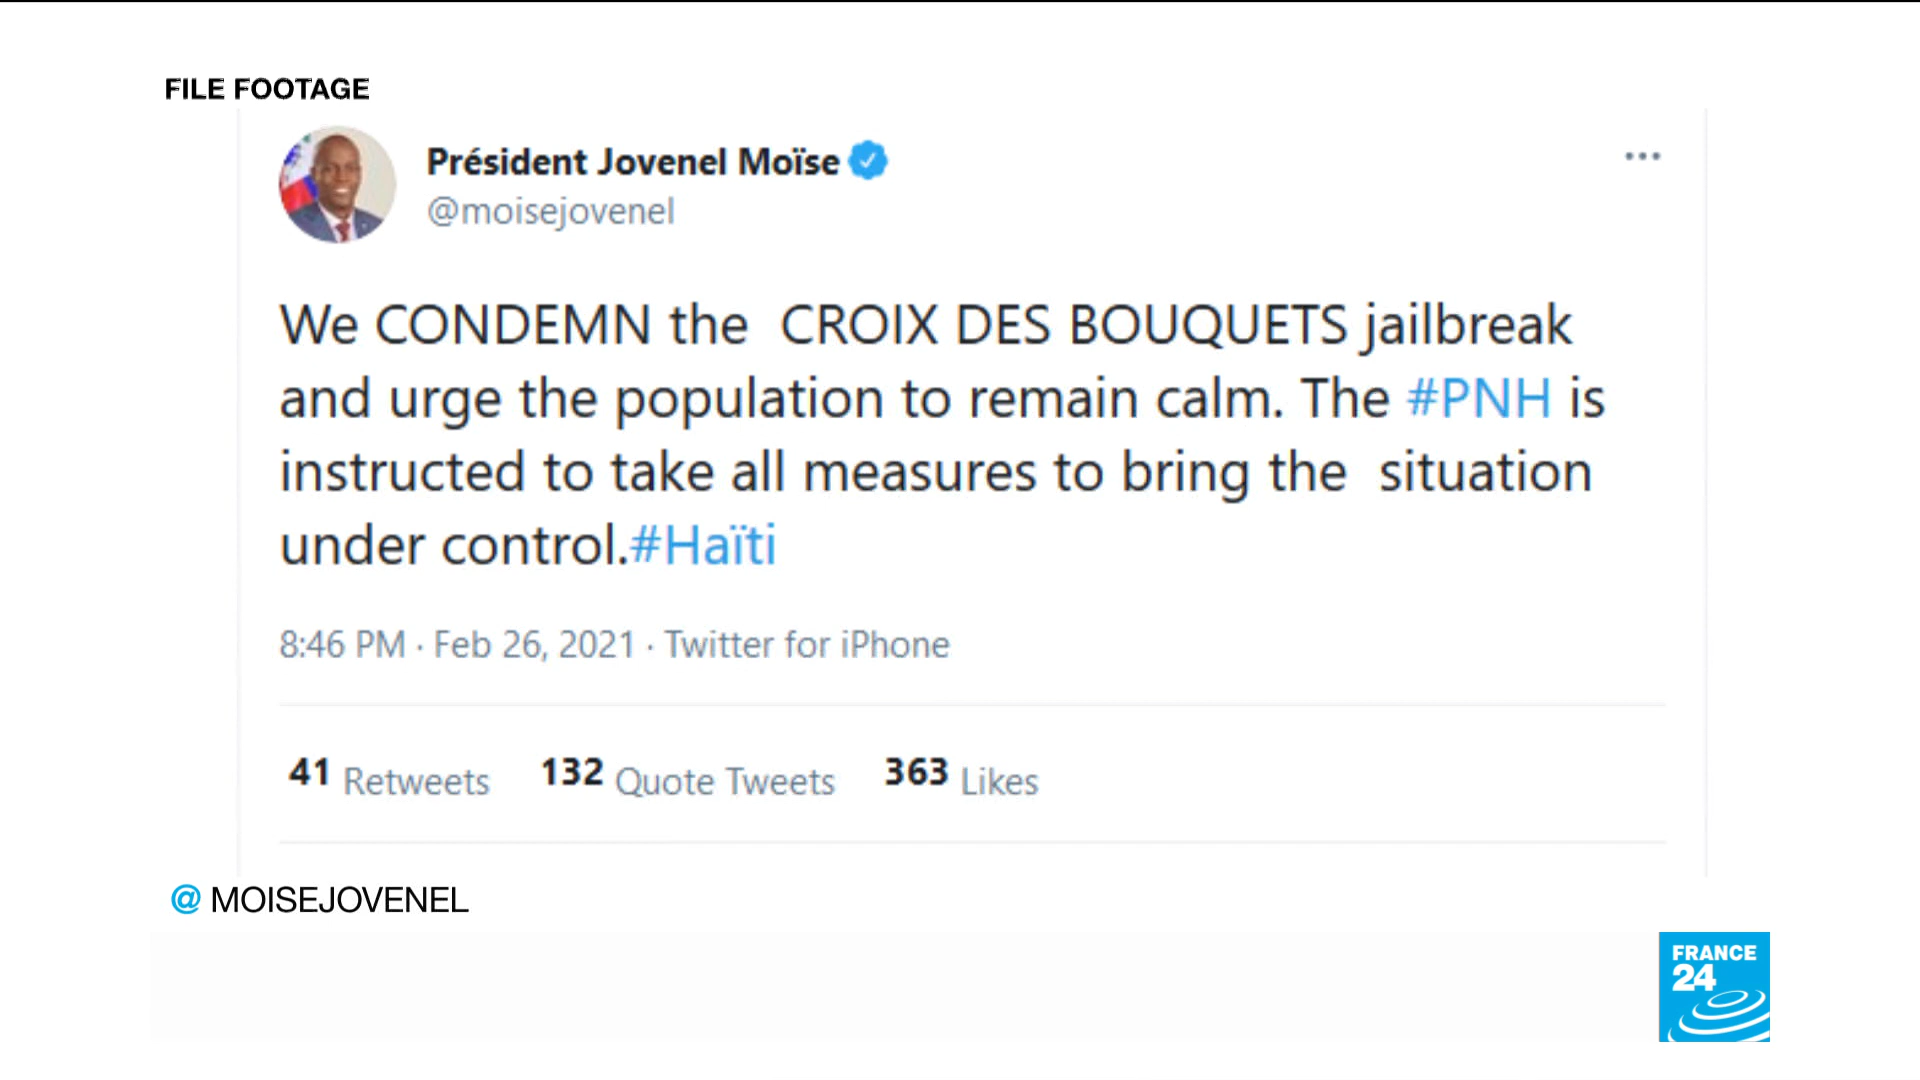 FILE FOOTAGE
Président Jovenel Moïse
@moisejovenel
We CONDEMN the  CROIX DES BOUQUETS jailbreak
and urge the population to remain calm. The #PNH is
instructed to take all measures to bring the  situation
under control.#Haïti
8:46 PM · Feb 26, 2021 · Twitter for iPhone
41 Retweets 132 Quote Tweets 363 Likes
@ MOISEJOVENEL
FRANCE
24